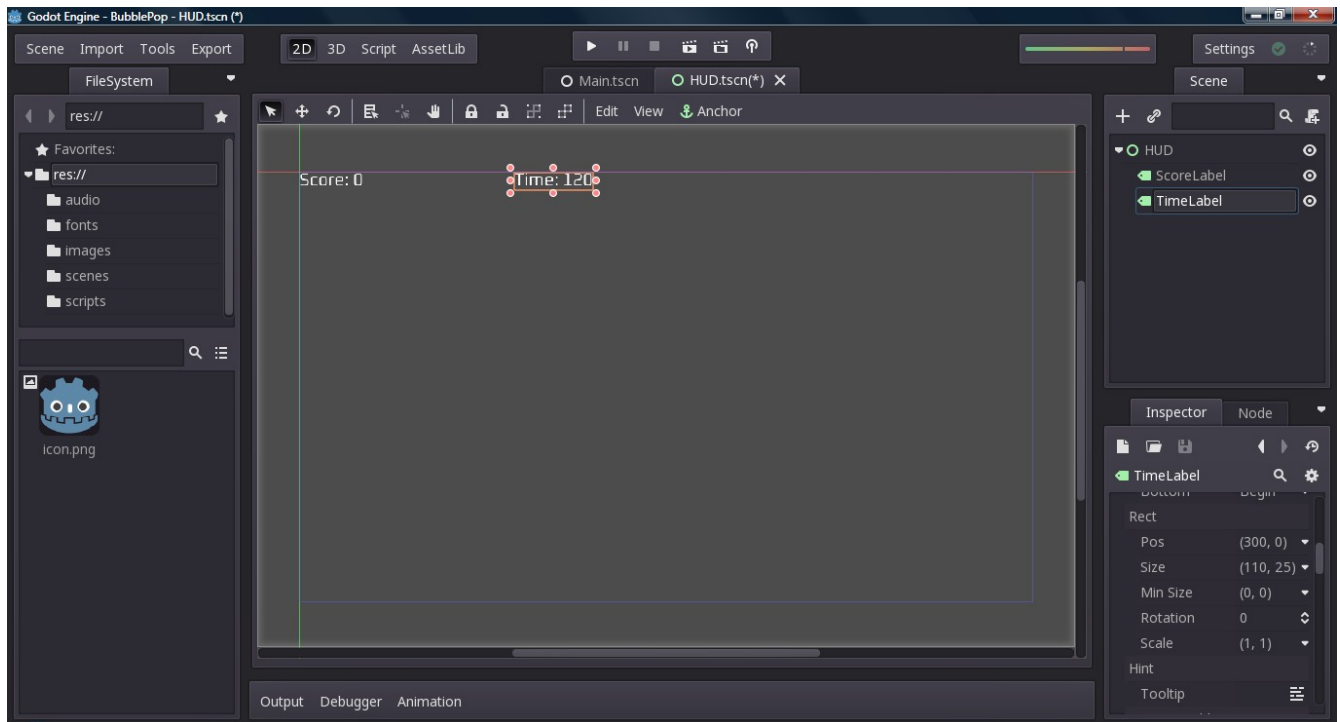 Godot Engine - BubblePop - HUD.tscn (*)
Scene Import Tools Export
2D 3D Script AssetLib
Settings
FileSystem
Main.tscn
HUD.tscn(*)
Scene
res://
Edit View Anchor
Favorites:
res://
audio
fonts
images
scenes
scripts
icon.png
Score: 0
Time: 120
HUD
ScoreLabel
TimeLabel
Inspector Node
TimeLabel
Bottom Begin
Rect
Pos (300, 0)
Size (110, 25)
Min Size (0, 0)
Rotation 0
Scale (1, 1)
Hint
Tooltip
Output Debugger Animation